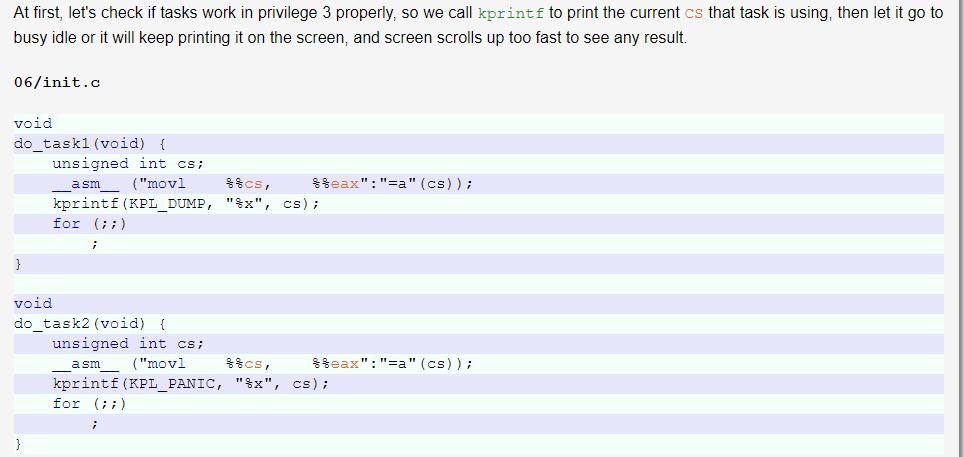 At first, let's check if tasks work in privilege 3 properly, so we call kprintf to print the current cs that task is using, then let it go to
busy idle or it will keep printing it on the screen, and screen scrolls up too fast to see any result.
06/init.c
void
do_task1(void) {
    unsigned int cs;
    __asm__ ("movl    %%cs,    %%eax":"=a"(cs));
    kprintf(KPL_DUMP, "%x", cs);
    for (;;)
        ;
}
void
do_task2(void) {
    unsigned int cs;
    __asm__ ("movl    %%cs,    %%eax":"=a"(cs));
    kprintf(KPL_PANIC, "%x", cs);
    for (;;)
        ;
}